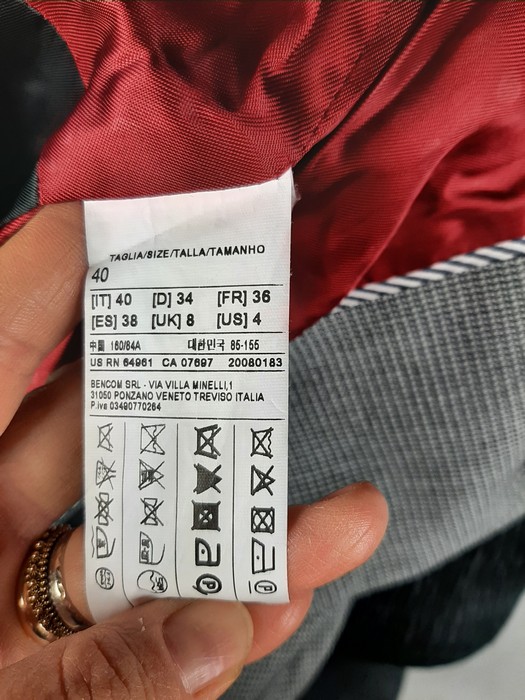 TAGLIA/SIZE/TALLA/TAMANHO
40
[IT] 40 [D] 34 [FR] 36
[ES] 38 [UK] 8 [US] 4
中國 160/84A 대한민국 85-155
US RN 64961 CA 07697 20080183
BENCOM SRL - VIA VILLA MINELLI,1
31050 PONZANO VENETO TREVISO ITALIA
P.iva 03490770264